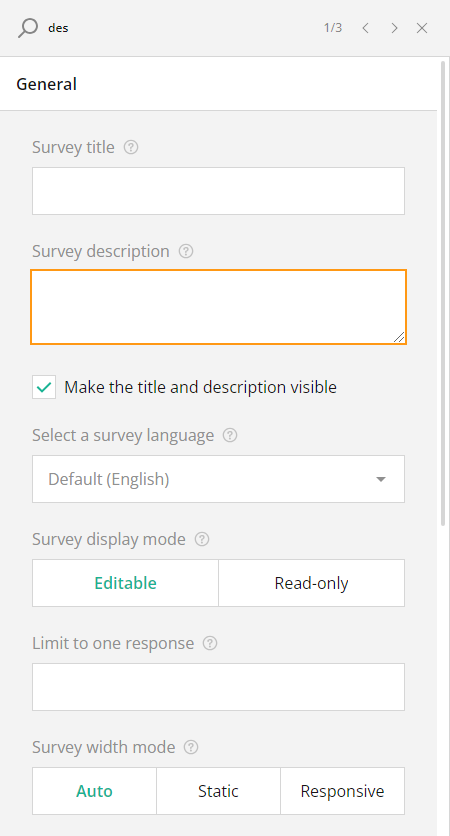 des 1/3
General
Survey title
Survey description
Make the title and description visible
Select a survey language
Default (English)
Survey display mode
Editable Read-only
Limit to one response
Survey width mode
Auto Static Responsive